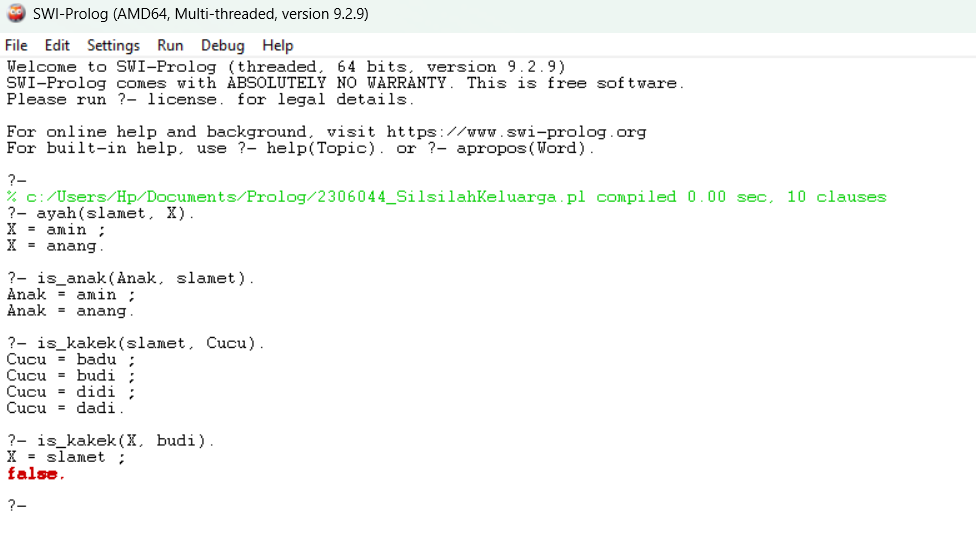 SWI-Prolog (AMD64, Multi-threaded, version 9.2.9)
File Edit Settings Run Debug Help
Welcome to SWI-Prolog (threaded, 64 bits, version 9.2.9)
SWI-Prolog comes with ABSOLUTELY NO WARRANTY. This is free software.
Please run ?- license. for legal details.
For online help and background, visit https://www.swi-prolog.org
For built-in help, use ?- help(Topic). or ?- apropos(Word).
?-
% c:/Users/Hp/Documents/Prolog/2306044_SilsilahKeluarga.pl compiled 0.00 sec, 10 clauses
?- ayah(slamet, X).
X = amin ;
X = anang.
?- is_anak(Anak, slamet).
Anak = amin ;
Anak = anang.
?- is_kakek(slamet, Cucu).
Cucu = badu ;
Cucu = budi ;
Cucu = didi ;
Cucu = dadi.
?- is_kakek(X, budi).
X = slamet ;
false.
?-